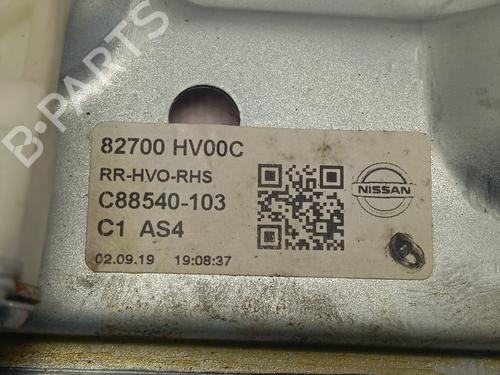 B-PARTS
82700 HV00C
RR-HVO-RHS
C88540-103
C1 AS4
02.09.19 19:08:37
NISSAN